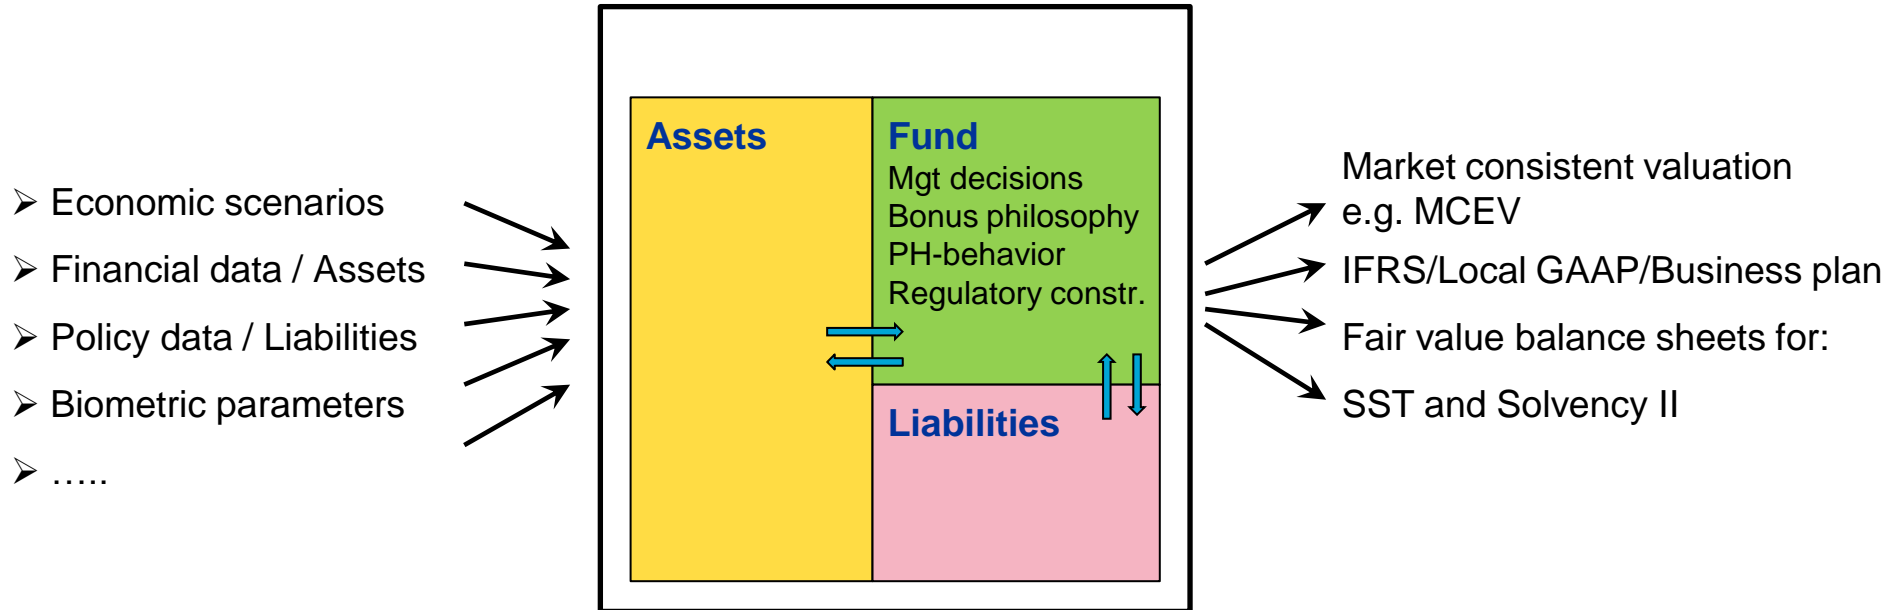 ➢ Economic scenarios
➢ Financial data / Assets
➢ Policy data / Liabilities
➢ Biometric parameters
➢ .....
Assets
Fund
Mgt decisions
Bonus philosophy
PH-behavior
Regulatory constr.
Liabilities
Market consistent valuation
e.g. MCEV
IFRS/Local GAAP/Business plan
Fair value balance sheets for:
SST and Solvency II